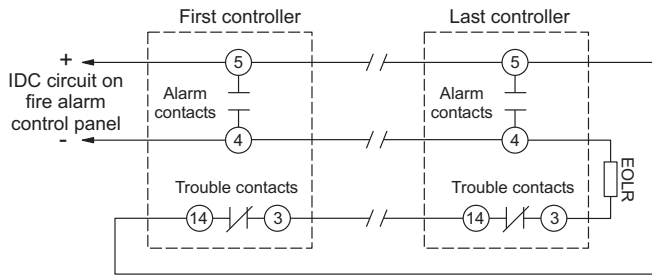 First controller
Last controller
+
IDC circuit on
fire alarm
control panel
-
5
Alarm
contacts
4
Trouble contacts
14
3
5
Alarm
contacts
4
Trouble contacts
14
3
EOLR